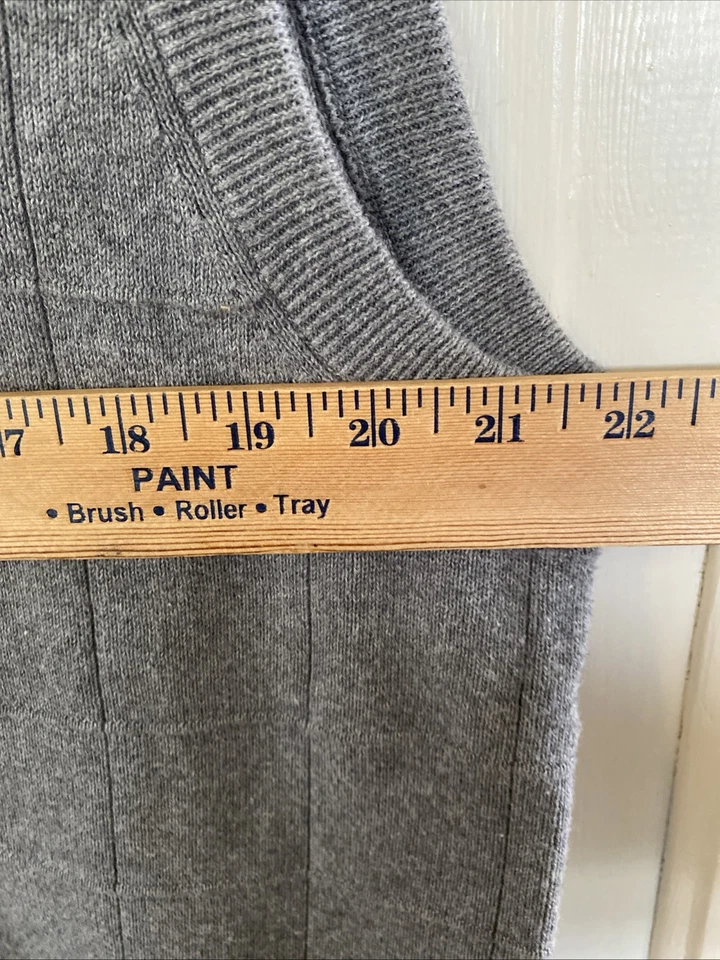 7 18 19 20 21 22
PAINT
• Brush • Roller • Tray